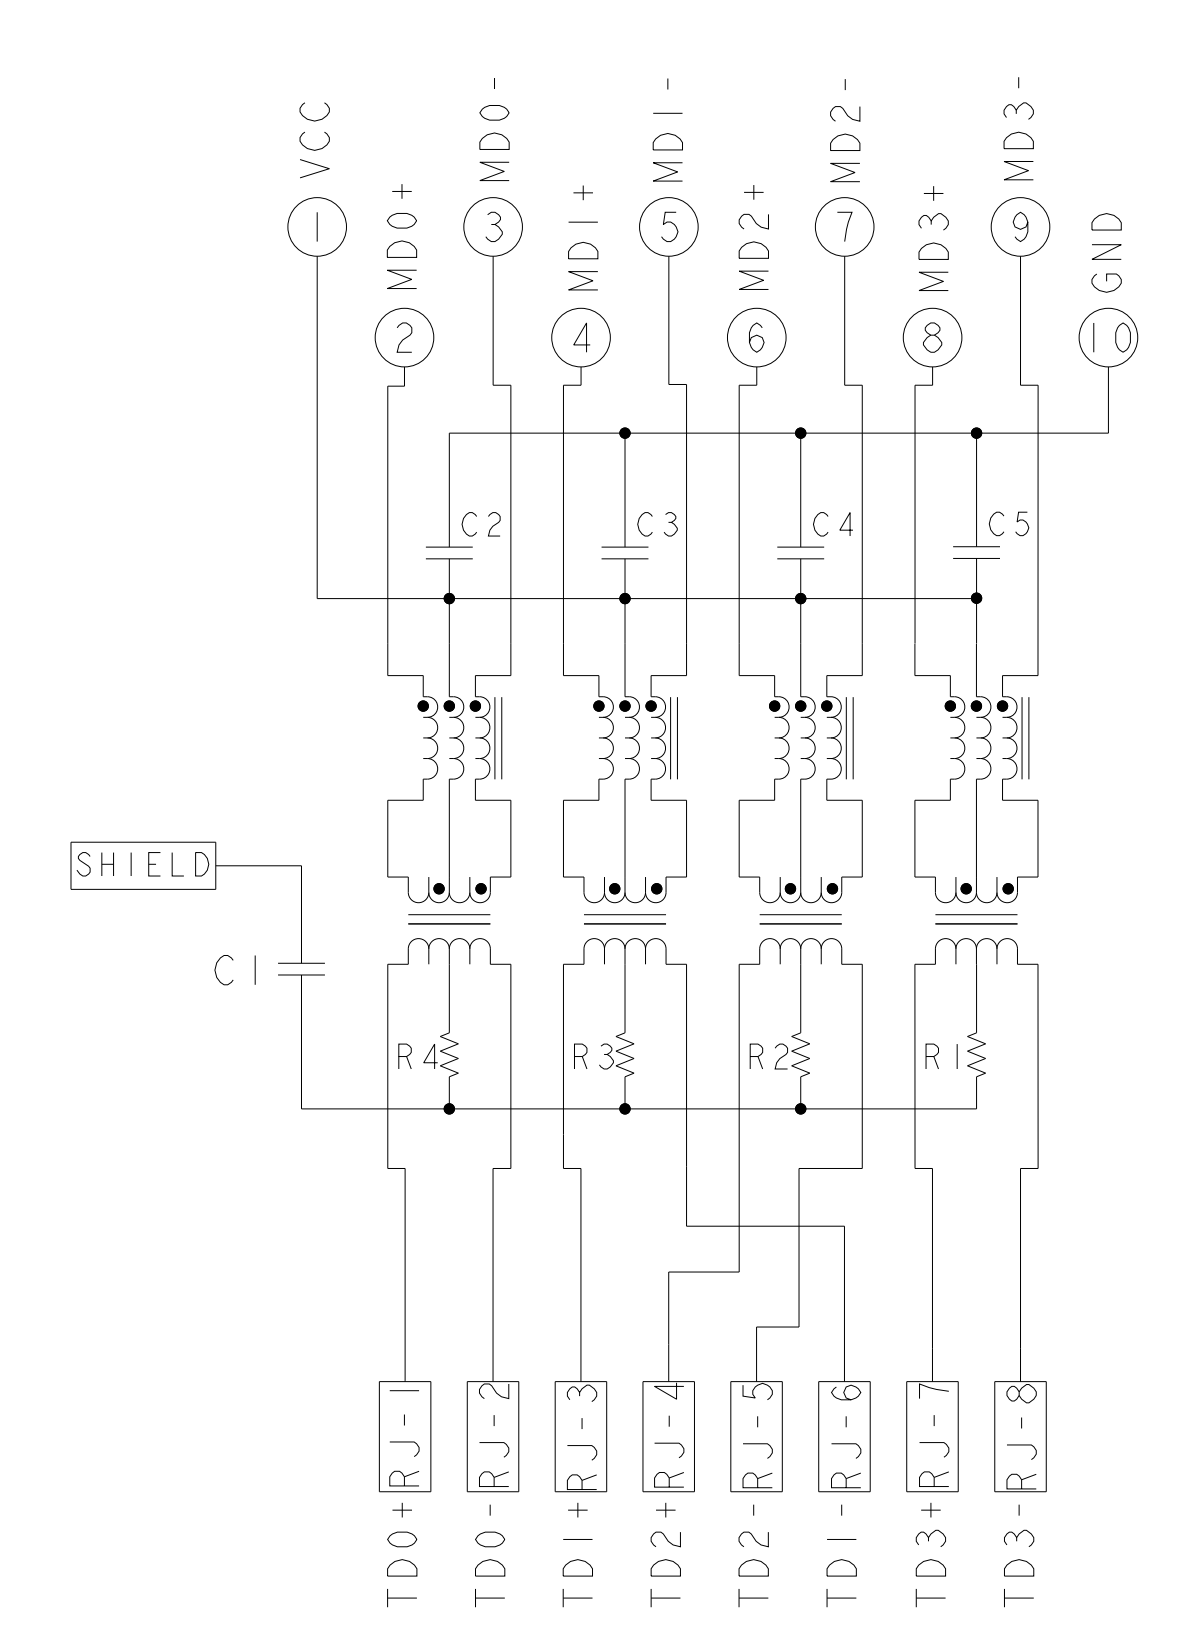 VCC
MD0-
MD1-
MD2-
MD3-
MD0+
MD1+
MD2+
MD3+
GND
1
3
5
7
9
2
4
6
8
10
C2
C3
C4
C5
SHIELD
C1
R4
R3
R2
R1
RJ-1
RJ-2
RJ-3
RJ-4
RJ-5
RJ-6
RJ-7
RJ-8
TD0+
TD0-
TD1+
TD2+
TD2-
TD1-
TD3+
TD3-